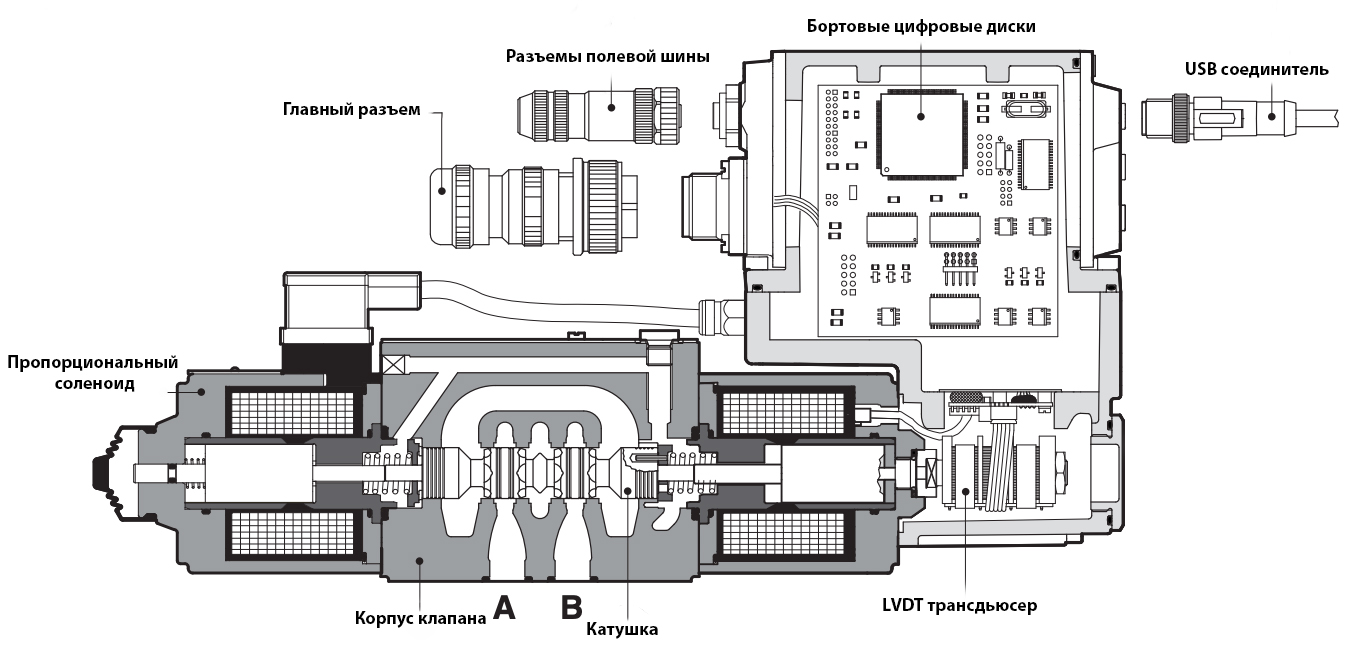 Бортовые цифровые диски
Разъемы полевой шины
USB соединитель
Главный разъем
Пропорциональный
соленоид
Корпус клапана
A
B
Катушка
LVDT трансдьюсер